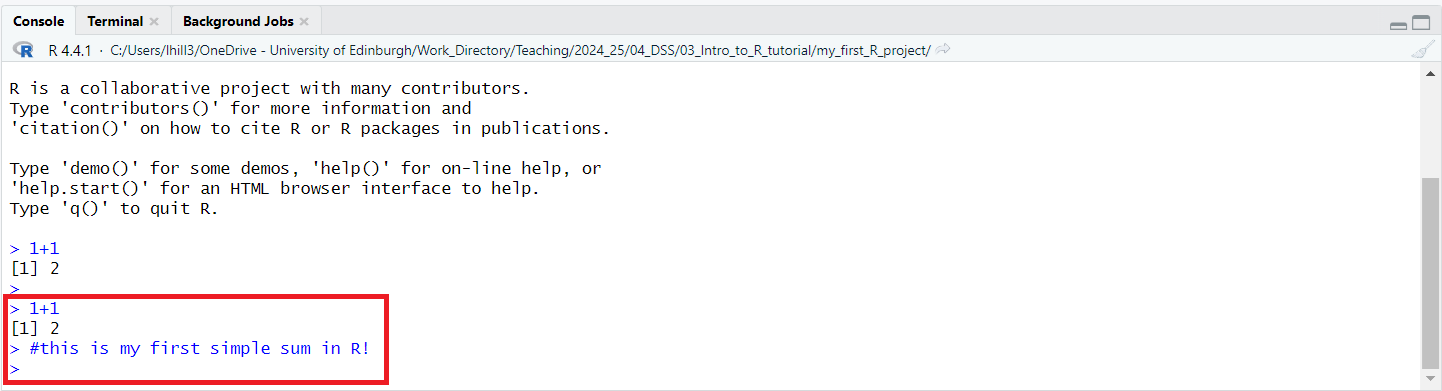 Console Terminal Background Jobs
R 4.4.1 · C:/Users/lhill3/OneDrive - University of Edinburgh/Work_Directory/Teaching/2024_25/04_DSS/03_Intro_to_R_tutorial/my_first_R_project/
R is a collaborative project with many contributors.
Type 'contributors()' for more information and
'citation()' on how to cite R or R packages in publications.
Type 'demo()' for some demos, 'help()' for on-line help, or
'help.start()' for an HTML browser interface to help.
Type 'q()' to quit R.
> 1+1
[1] 2
>
> 1+1
[1] 2
> #this is my first simple sum in R!
>